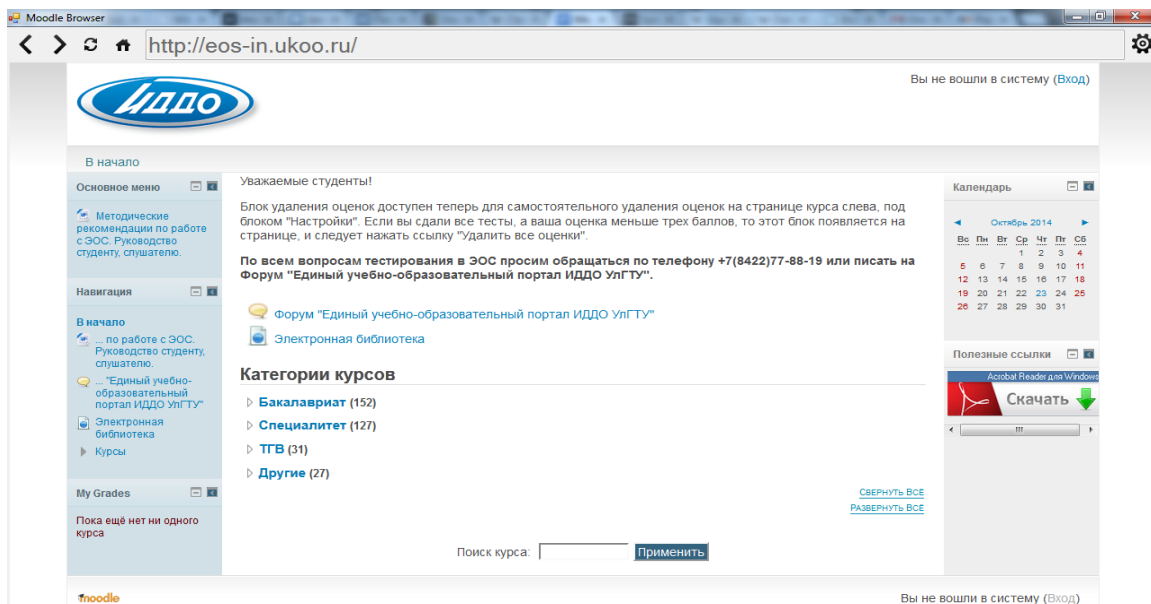 Moodle Browser
http://eos-in.ukoo.ru/
Вы не вошли в систему (Вход)
ИДДО
В начало
Основное меню
Методические
рекомендации по работе
с ЭОС. Руководство
студенту, слушателю.
Навигация
В начало
... по работе с ЭОС.
Руководство студенту,
слушателю.
... "Единый учебно-
образовательный
портал ИДДО УлГТУ"
Электронная
библиотека
Курсы
My Grades
Пока ещё нет ни одного
курса
Уважаемые студенты!
Блок удаления оценок доступен теперь для самостоятельного удаления оценок на странице курса слева, под
блоком "Настройки". Если вы сдали все тесты, а ваша оценка меньше трех баллов, то этот блок появляется на
странице, и следует нажать ссылку "Удалить все оценки".
По всем вопросам тестирования в ЭОС просим обращаться по телефону +7(8422)77-88-19 или писать на
Форум "Единый учебно-образовательный портал ИДДО УлГТУ".
Форум "Единый учебно-образовательный портал ИДДО УлГТУ"
Электронная библиотека
Категории курсов
Бакалавриат (152)
Специалитет (127)
ТГВ (31)
Другие (27)
Свернуть всё
Развернуть всё
Поиск курса: Применить
Календарь
Октябрь 2014
Вс Пн Вт Ср Чт Пт Сб
1 2 3 4
5 6 7 8 9 10 11
12 13 14 15 16 17 18
19 20 21 22 23 24 25
26 27 28 29 30 31
Полезные ссылки
Acrobat Reader для Windows
Скачать
moodle
Вы не вошли в систему (Вход)